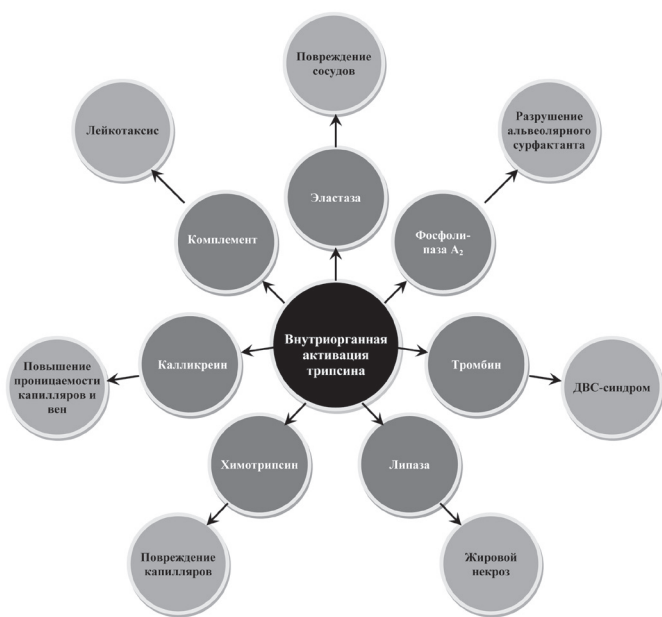 Повреждение
сосудов
Лейкотаксис
Разрушение
альвеолярного
сурфактанта
Эластаза
Комплемент
Фосфоли-
паза A₂
Внутриорганная
активация
трипсина
Повышение
проницаемости
капилляров и
вен
Калликреин
Тромбин
ДВС-синдром
Химотрипсин
Липаза
Повреждение
капилляров
Жировой
некроз